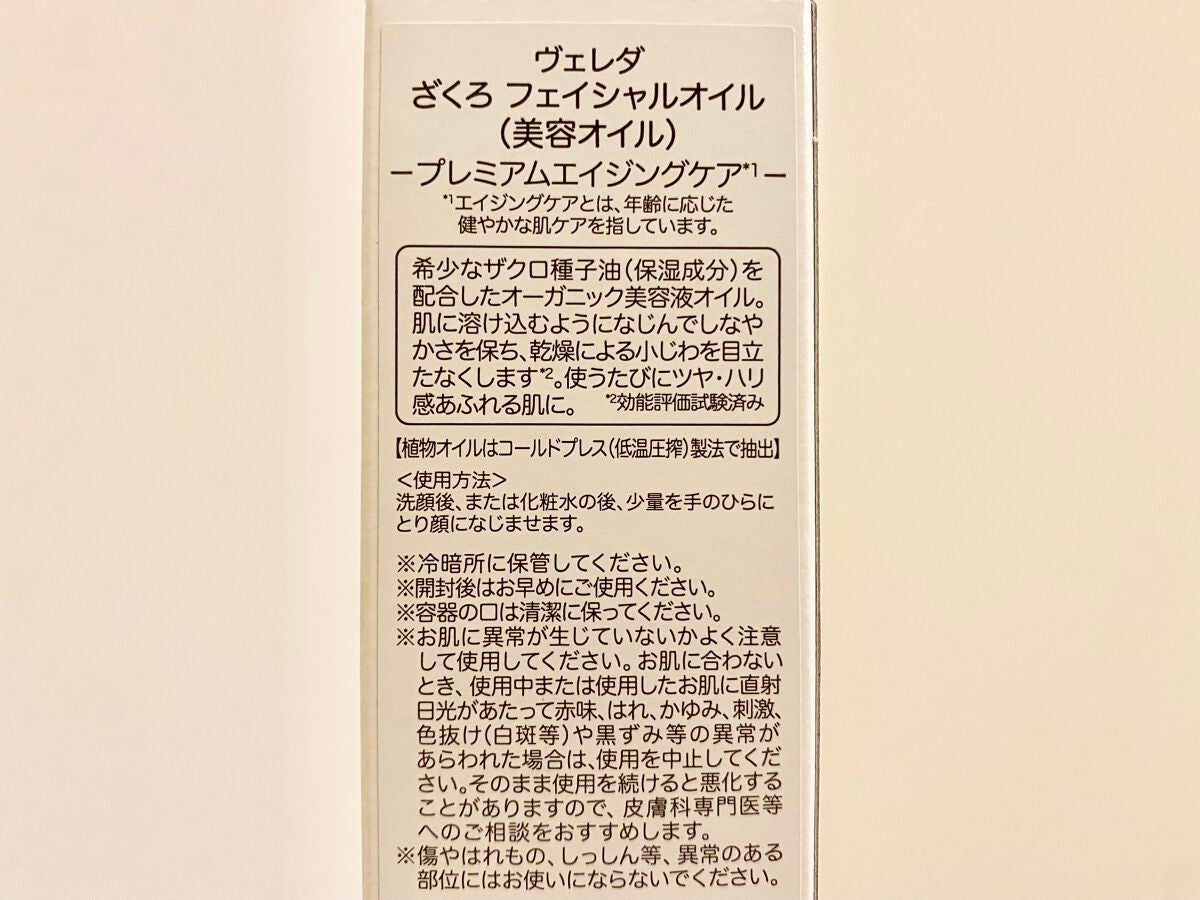 ヴェレダ
ざくろ フェイシャルオイル
(美容オイル)
－プレミアムエイジングケア*1－
*1エイジングケアとは、年齢に応じた
健やかな肌ケアを指しています。
希少なザクロ種子油(保湿成分)を
配合したオーガニック美容液オイル。
肌に溶け込むようになじんでしなや
かさを保ち、乾燥による小じわを目立
たなくします*2。使うたびにツヤ・ハリ
感あふれる肌に。 *2効能評価試験済み
【植物オイルはコールドプレス(低温圧搾)製法で抽出】
＜使用方法＞
洗顔後、または化粧水の後、少量を手のひらに
とり顔になじませます。
※冷暗所に保管してください。
※開封後はお早めにご使用ください。
※容器の口は清潔に保ってください。
※お肌に異常が生じていないかよく注意
して使用してください。お肌に合わない
とき、使用中または使用したお肌に直射
日光があたって赤味、はれ、かゆみ、刺激、
色抜け(白斑等)や黒ずみ等の異常が
あらわれた場合は、使用を中止してくだ
さい。そのまま使用を続けると悪化する
ことがありますので、皮膚科専門医等
へのご相談をおすすめします。
※傷やはれもの、しっしん等、異常のある
部位にはお使いにならないでください。